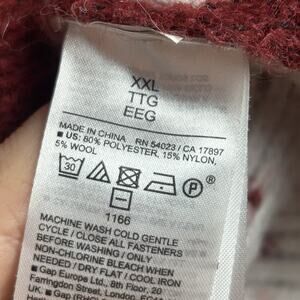 XXL
TTG
EEG
MADE IN CHINA RN 54023 / CA 17897
■ US: 80% POLYESTER, 15% NYLON,
5% WOOL
30
P
1166
MACHINE WASH COLD GENTLE
CYCLE / CLOSE ALL FASTENERS
BEFORE WASHING / ONLY
NON-CHLORINE BLEACH WHEN
NEEDED / DRY FLAT / COOL IRON
■ Gap Europe Ltd., 8th Floor, 20
Farringdon Street, London, EC4A